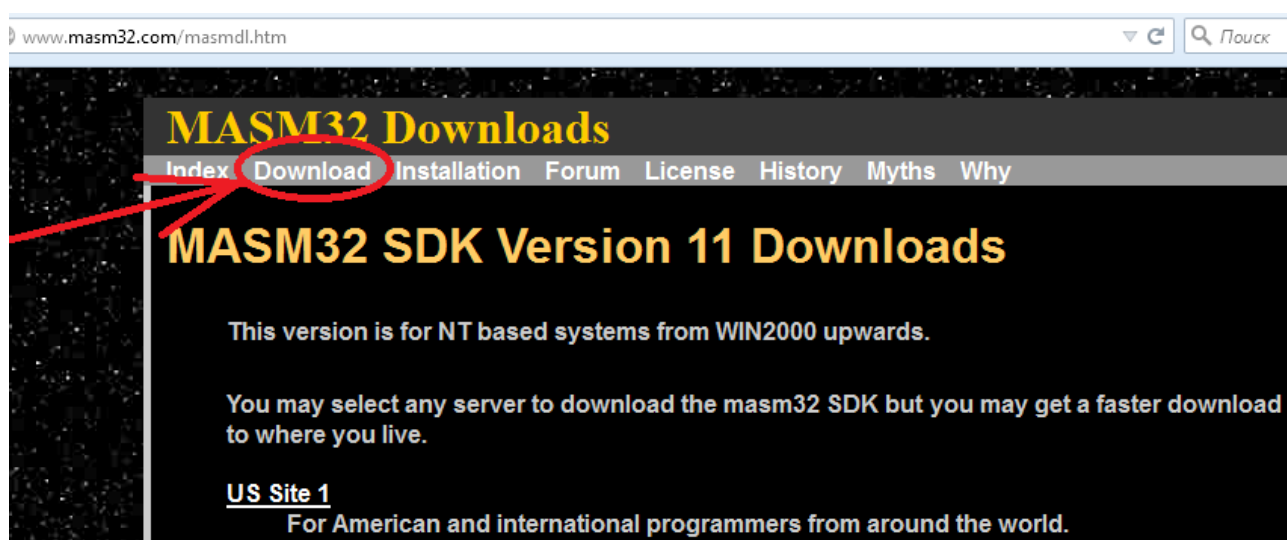 www.masm32.com/masmdl.htm Поиск
MASM32 Downloads
Index Download Installation Forum License History Myths Why
MASM32 SDK Version 11 Downloads
This version is for NT based systems from WIN2000 upwards.
You may select any server to download the masm32 SDK but you may get a faster download
to where you live.
US Site 1
For American and international programmers from around the world.